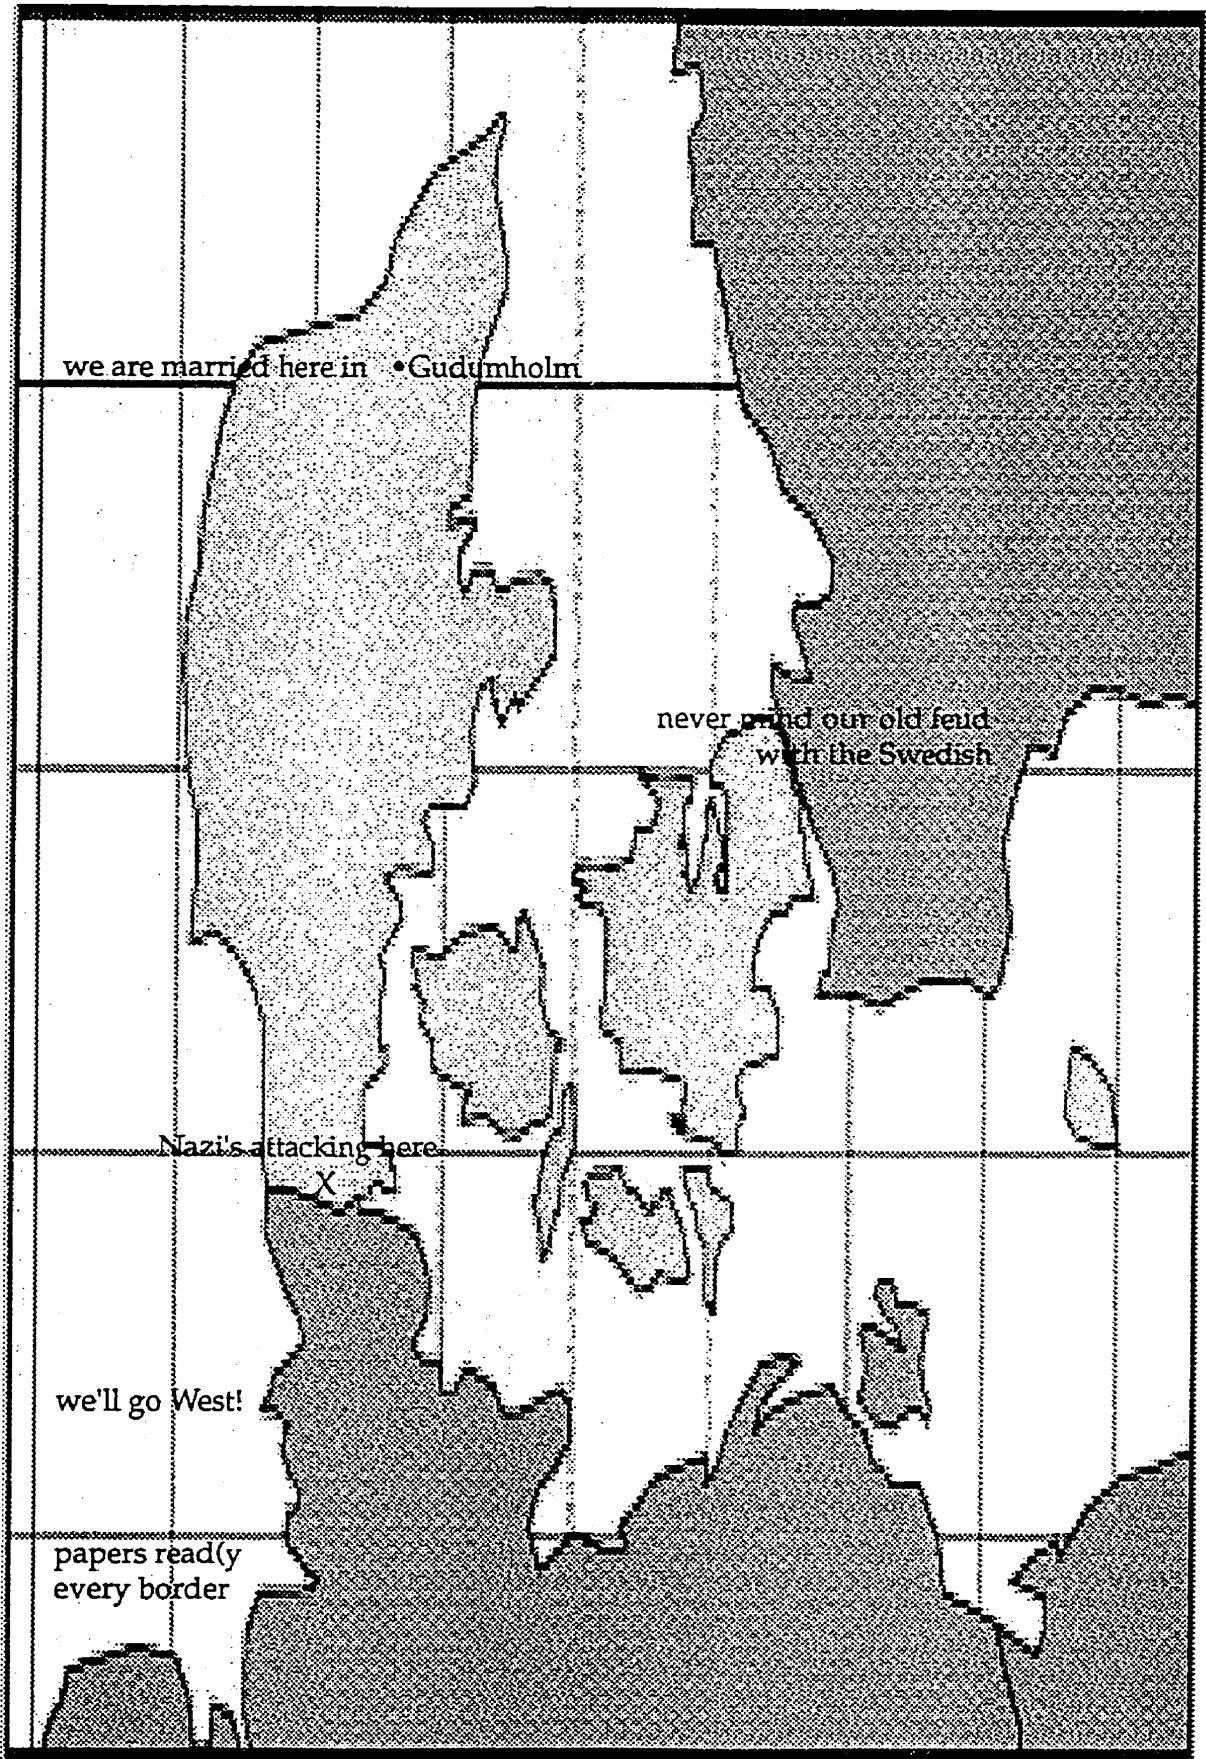 we are married here in •Gudumholm
never mind our old feud
with the Swedish
Nazi's attacking here
X
we'll go West!
papers read(y
every border